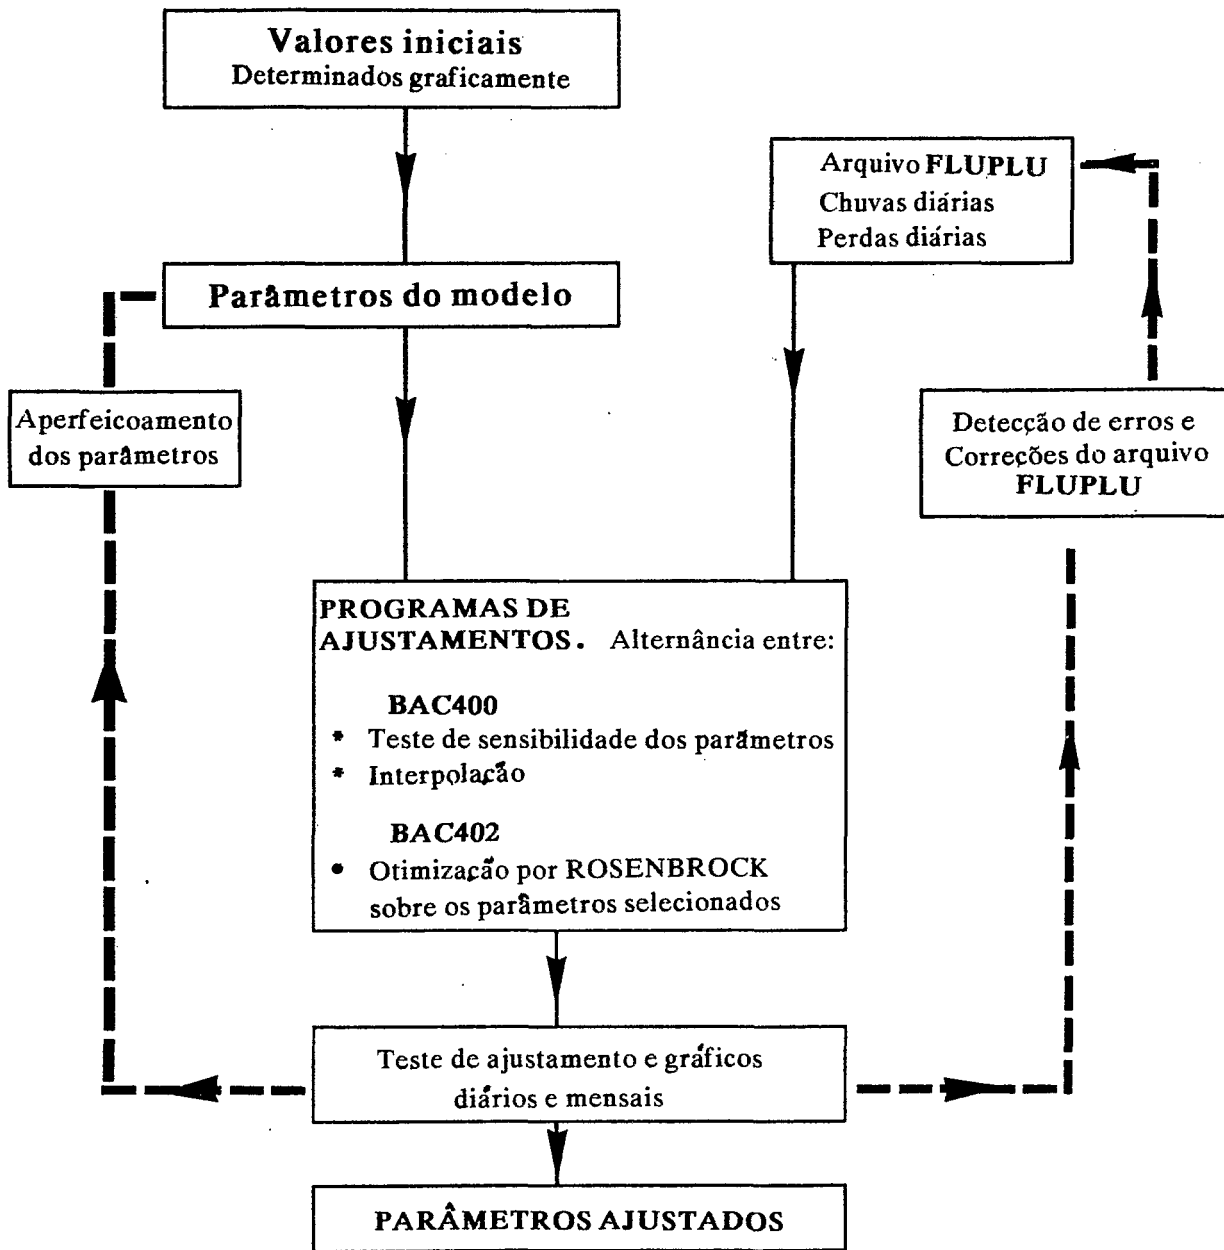 Valores iniciais
Determinados graficamente
Arquivo FLUPLU
Chuvas diárias
Perdas diárias
Parâmetros do modelo
Aperfeicoamento
dos parâmetros
Detecção de erros e
Correções do arquivo
FLUPLU
PROGRAMAS DE
AJUSTAMENTOS. Alternância entre:
BAC400
* Teste de sensibilidade dos parâmetros
* Interpolação
BAC402
• Otimização por ROSENBROCK
sobre os parâmetros selecionados
Teste de ajustamento e gráficos
diários e mensais
PARÂMETROS AJUSTADOS